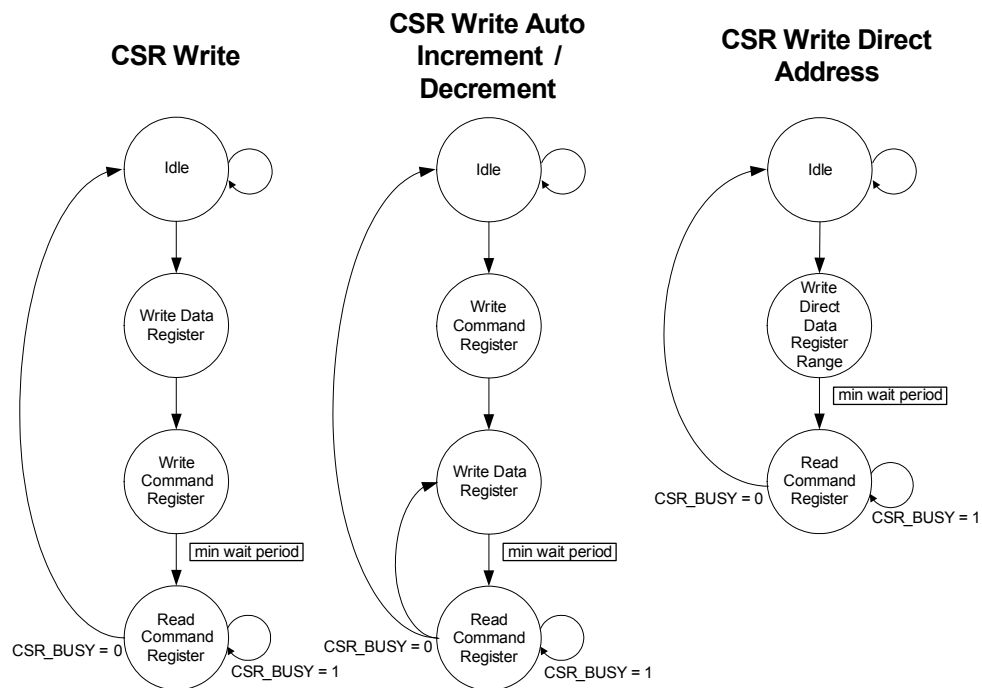 CSR Write
Idle
Write Data
Register
Write
Command
Register
min wait period
Read
Command
Register
CSR_BUSY = 0
CSR_BUSY = 1
CSR Write Auto
Increment /
Decrement
Idle
Write
Command
Register
Write Data
Register
min wait period
Read
Command
Register
CSR_BUSY = 0
CSR_BUSY = 1
CSR Write Direct
Address
Idle
Write
Direct
Data
Register
Range
min wait period
Read
Command
Register
CSR_BUSY = 0
CSR_BUSY = 1